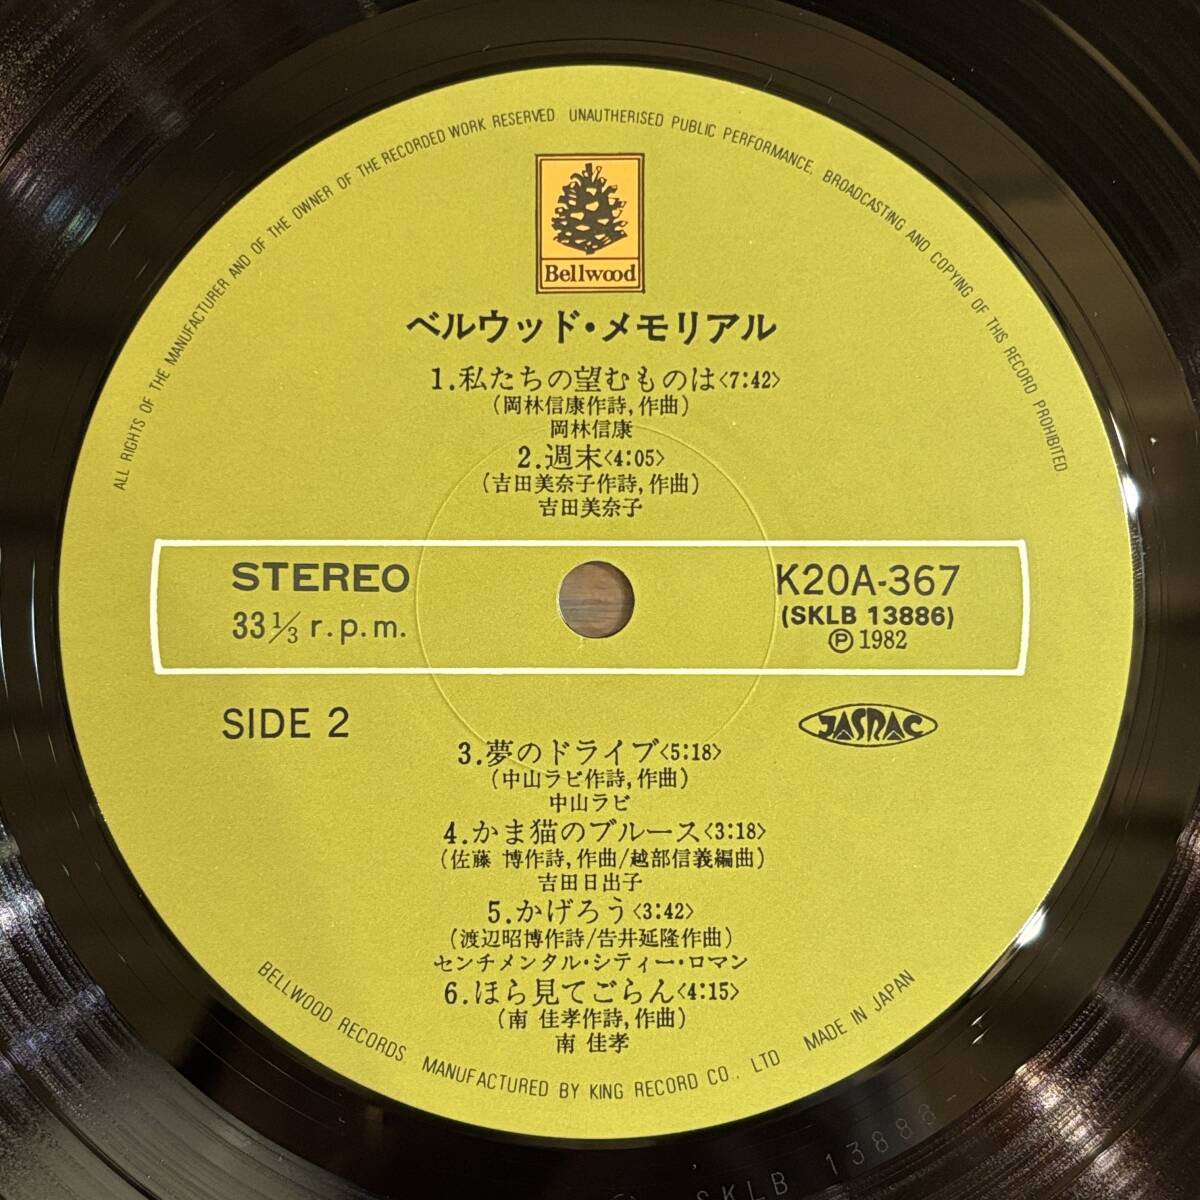 ALL RIGHTS OF THE MANUFACTURER AND OF THE OWNER OF THE RECORDED WORK RESERVED UNAUTHERISED PUBLIC PERFORMANCE, BROADCASTING AND COPYING OF THIS RECORD PROHIBITED
Bellwood
ベルウッド・メモリアル
1.私たちの望むものは<7:42>
(岡林信康作詩,作曲)
岡林信康
2.週末<4:05>
(吉田美奈子作詩,作曲)
吉田美奈子
STEREO
33 1/3 r.p.m.
K20A-367
(SKLB 13886)
Ⓟ 1982
SIDE 2
JASRAC
3.夢のドライブ<5:18>
(中山ラビ作詩,作曲)
中山ラビ
4.かま猫のブルース<3:18>
(佐藤 博作詩,作曲/越部信義編曲)
吉田日出子
5.かげろう<3:42>
(渡辺昭博作詩/告井延隆作曲)
センチメンタル・シティー・ロマン
6.ほら見てごらん<4:15>
(南 佳孝作詩,作曲)
南 佳孝
BELLWOOD RECORDS MANUFACTURED BY KING RECORD CO., LTD MADE IN JAPAN
SKLB 13886